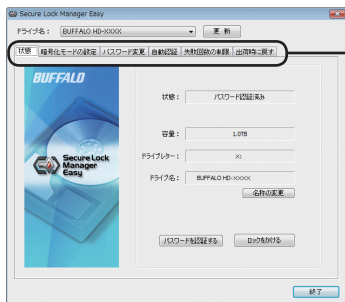 Secure Lock Manager Easy
ドライブ名： BUFFALO HD-XXXX 更 新
状態 暗号化モードの設定 パスワード変更 自動認証 失敗回数の制限 出荷時に戻す
BUFFALO
状態： パスワード認証済み
容量： 1.0TB
Secure Lock
Manager
Easy
ドライブレター： X:
ドライブ名： BUFFALO HD-XXXXX
名称の変更
パスワードを認証する ロックをかける
終了